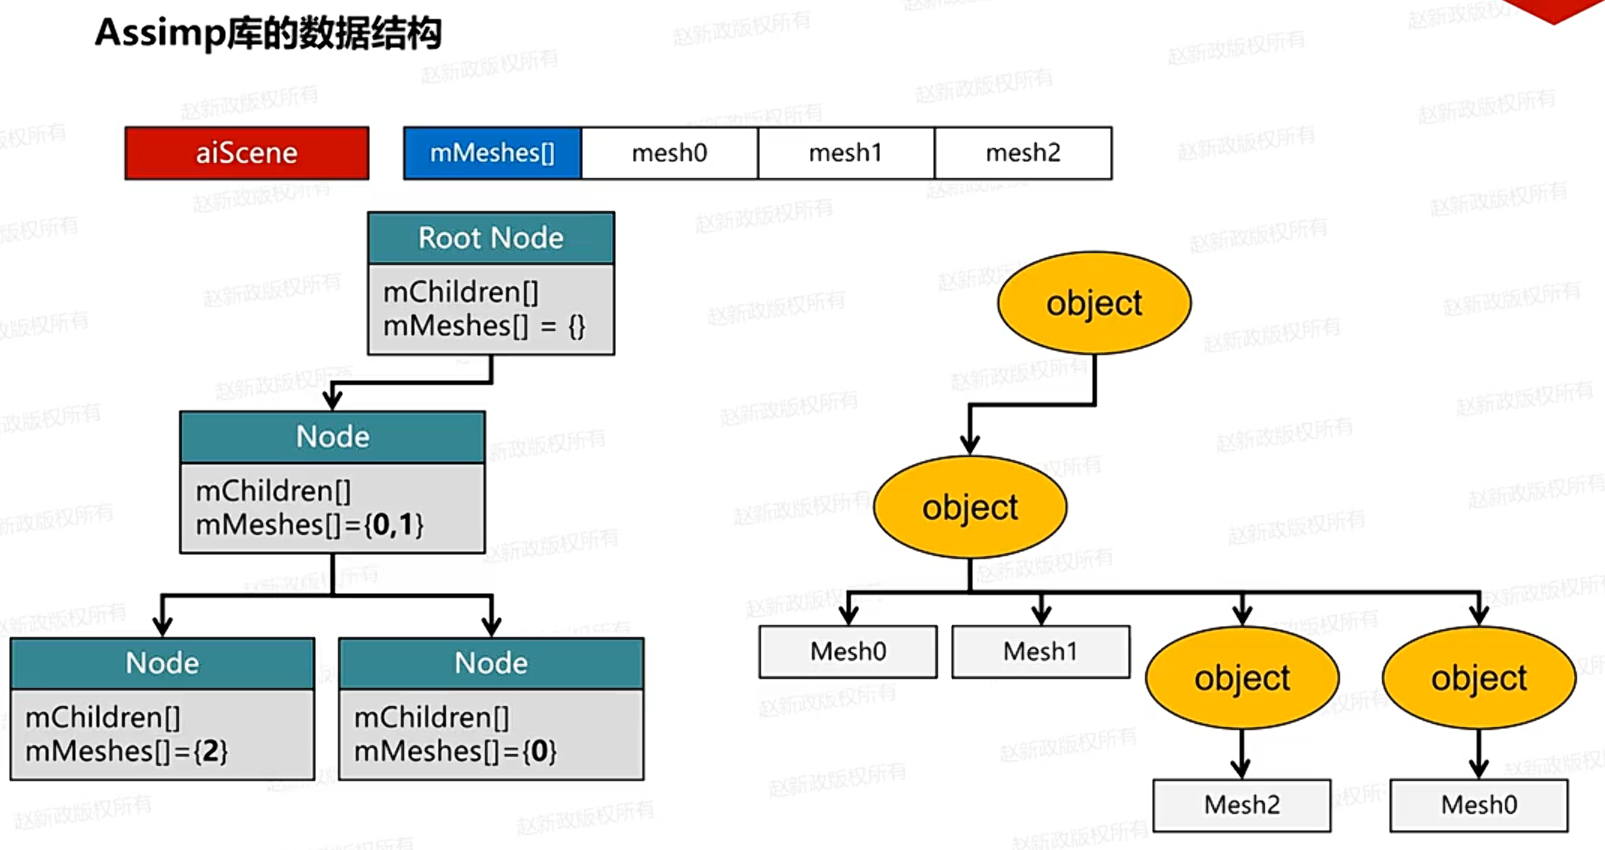 Assimp库的数据结构
aiScene
mMeshes[]
mesh0
mesh1
mesh2
Root Node
mChildren[]
mMeshes[] = {}
Node
mChildren[]
mMeshes[]={0,1}
Node
mChildren[]
mMeshes[]={2}
Node
mChildren[]
mMeshes[]={0}
object
object
Mesh0
Mesh1
object
object
Mesh2
Mesh0
赵新政版权所有